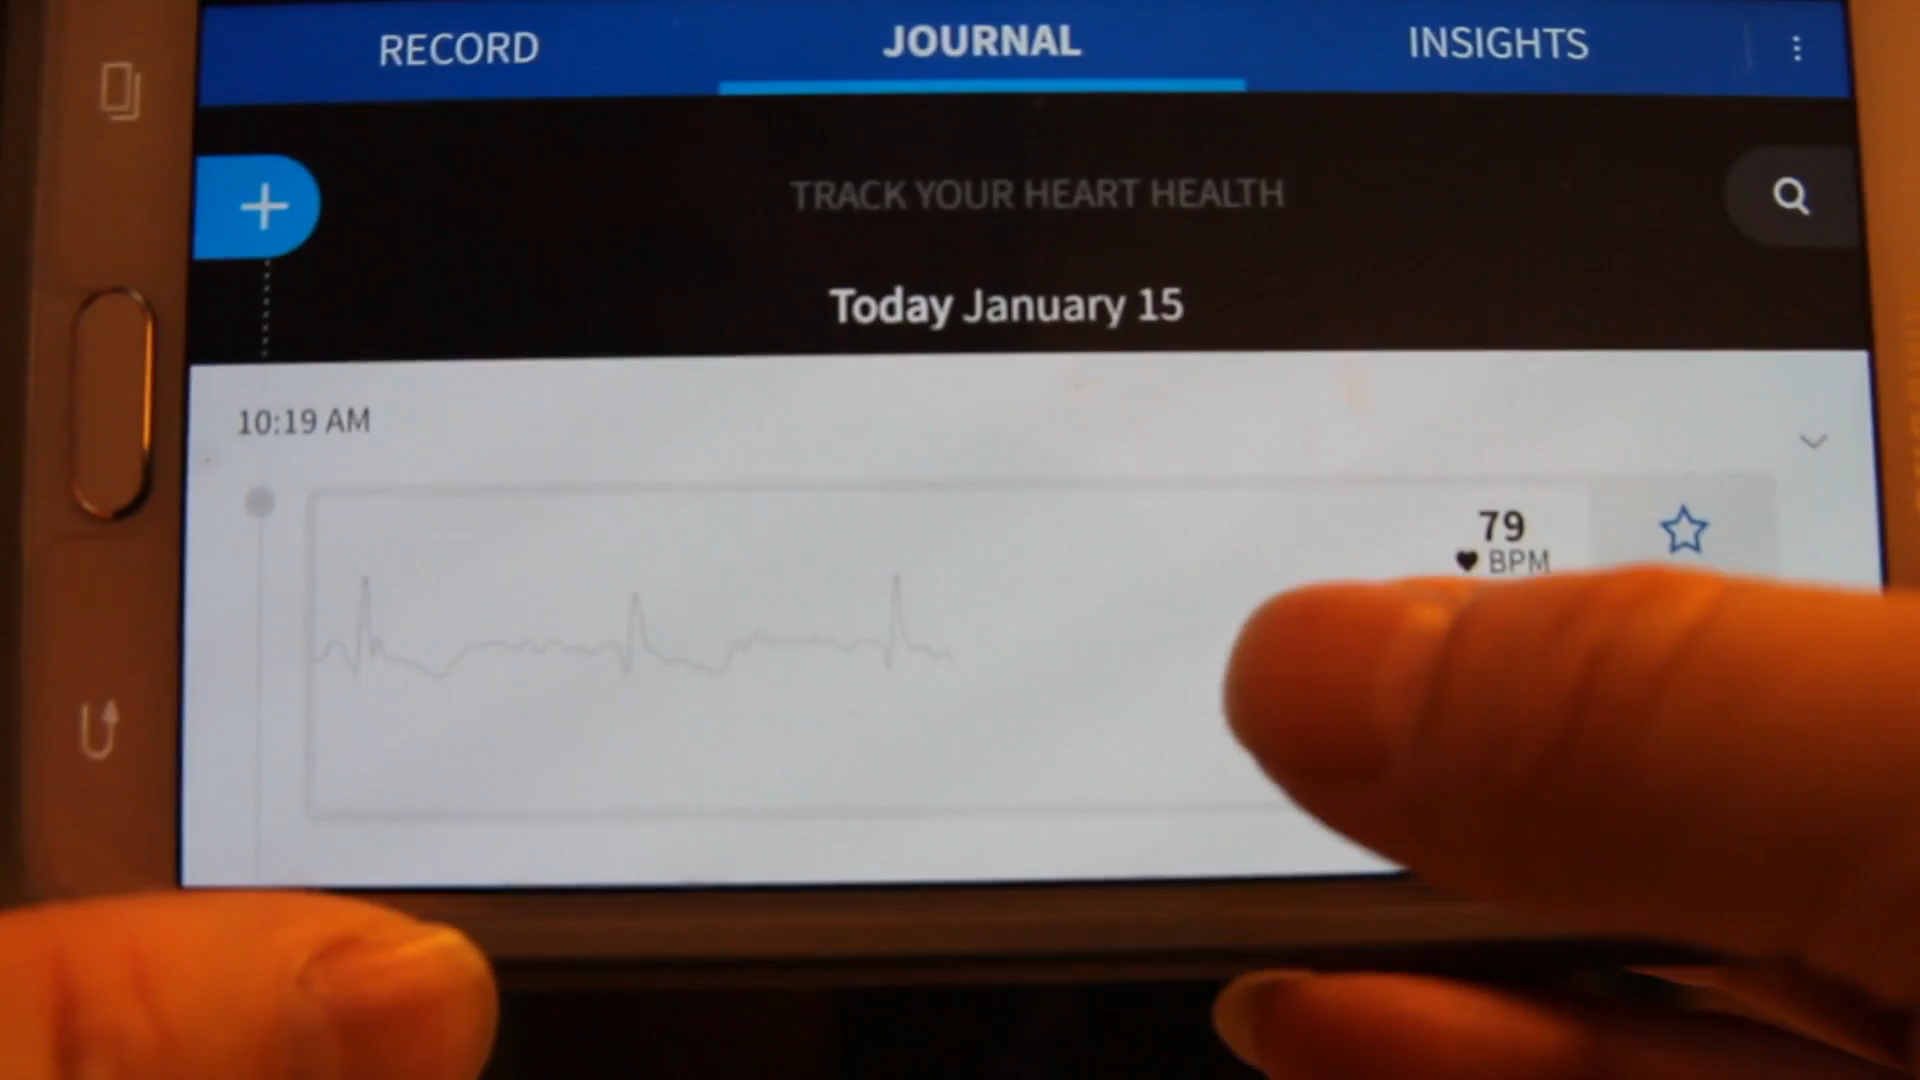 RECORD
JOURNAL
INSIGHTS
TRACK YOUR HEART HEALTH
Today January 15
10:19 AM
79
BPM